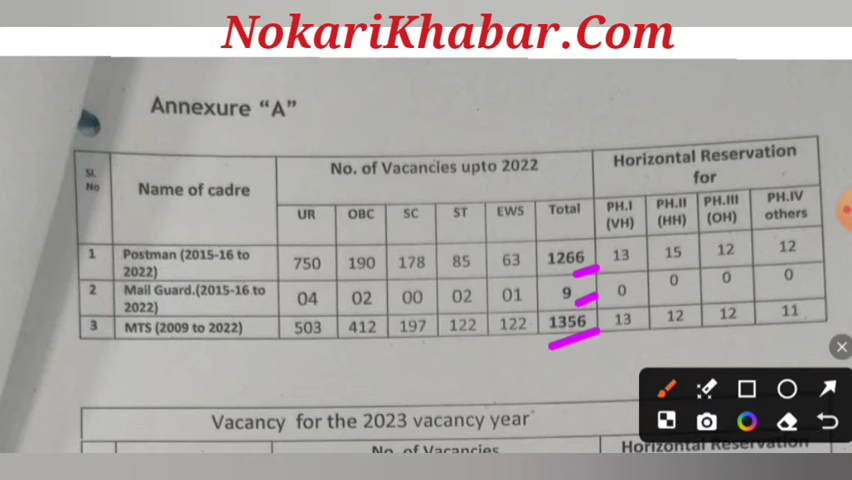 NokariKhabar.Com
Annexure “A”
Sl. No
Name of cadre
No. of Vacancies upto 2022
Horizontal Reservation for
UR OBC SC ST EWS Total PH.I (VH) PH.II (HH) PH.III (OH) PH.IV others
1 Postman (2015-16 to 2022) 750 190 178 85 63 1266 13 15 12 12
2 Mail Guard.(2015-16 to 2022) 04 02 00 02 01 9 0 0 0 0
3 MTS (2009 to 2022) 503 412 197 122 122 1356 13 12 12 11
Vacancy for the 2023 vacancy year
No. of Vacancies
Horizontal Reservation